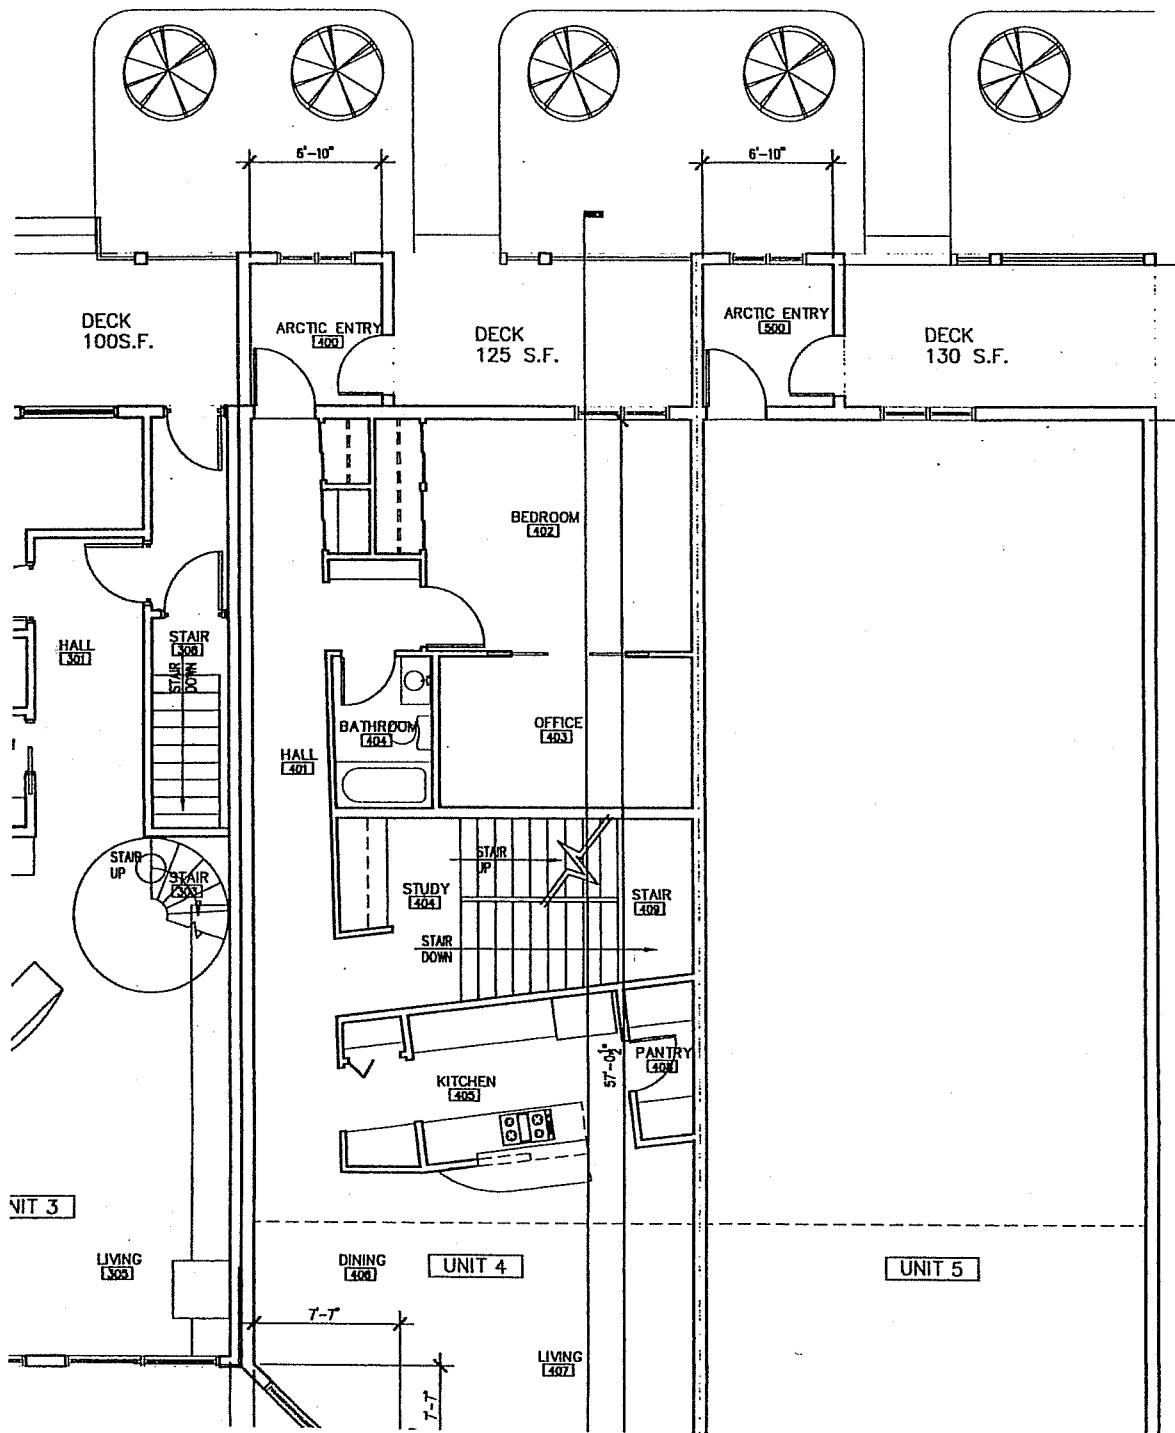 6'-10"
6'-10"
DECK
100S.F.
ARCTIC ENTRY
400
DECK
125 S.F.
ARCTIC ENTRY
500
DECK
130 S.F.
BEDROOM
402
HALL
301
STAIR
STAIR
DOWN
BATHROOM
404
OFFICE
403
HALL
401
STAIR
UP
STAIR
STAIR
UP
STUDY
404
STAIR
409
STAIR
DOWN
57'-0½"
PANTRY
408
KITCHEN
405
NIT 3
LIVING
305
DINING
406
UNIT 4
UNIT 5
7'-7"
LIVING
407
7'-7"